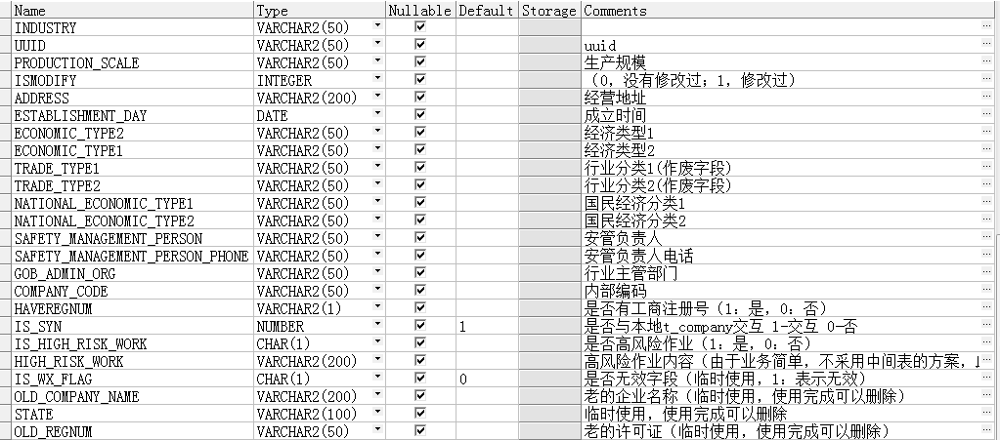 Name Type Nullable Default Storage Comments
INDUSTRY VARCHAR2(50)
UUID VARCHAR2(50) uuid
PRODUCTION_SCALE VARCHAR2(50) 生产规模
ISMODIFY INTEGER （0，没有修改过；1，修改过）
ADDRESS VARCHAR2(200) 经营地址
ESTABLISHMENT_DAY DATE 成立时间
ECONOMIC_TYPE2 VARCHAR2(50) 经济类型1
ECONOMIC_TYPE1 VARCHAR2(50) 经济类型2
TRADE_TYPE1 VARCHAR2(50) 行业分类1(作废字段)
TRADE_TYPE2 VARCHAR2(50) 行业分类2(作废字段)
NATIONAL_ECONOMIC_TYPE1 VARCHAR2(50) 国民经济分类1
NATIONAL_ECONOMIC_TYPE2 VARCHAR2(50) 国民经济分类2
SAFETY_MANAGEMENT_PERSON VARCHAR2(50) 安管负责人
SAFETY_MANAGEMENT_PERSON_PHONE VARCHAR2(50) 安管负责人电话
GOB_ADMIN_ORG VARCHAR2(50) 行业主管部门
COMPANY_CODE VARCHAR2(50) 内部编码
HAVEREGNUM VARCHAR2(1) 是否有工商注册号（1：是，0：否）
IS_SYN NUMBER 1 是否与本地t_company交互 1-交互 0-否
IS_HIGH_RISK_WORK CHAR(1) 是否高风险作业（1：是，0：否）
HIGH_RISK_WORK VARCHAR2(200) 高风险作业内容（由于业务简单，不采用中间表的方案，
IS_WX_FLAG CHAR(1) 0 是否无效字段（临时使用，1：表示无效）
OLD_COMPANY_NAME VARCHAR2(200) 老的企业名称（临时使用，使用完成可以删除）
STATE VARCHAR2(100) 临时使用，使用完成可以删除
OLD_REGNUM VARCHAR2(50) 老的许可证（临时使用，使用完成可以删除）